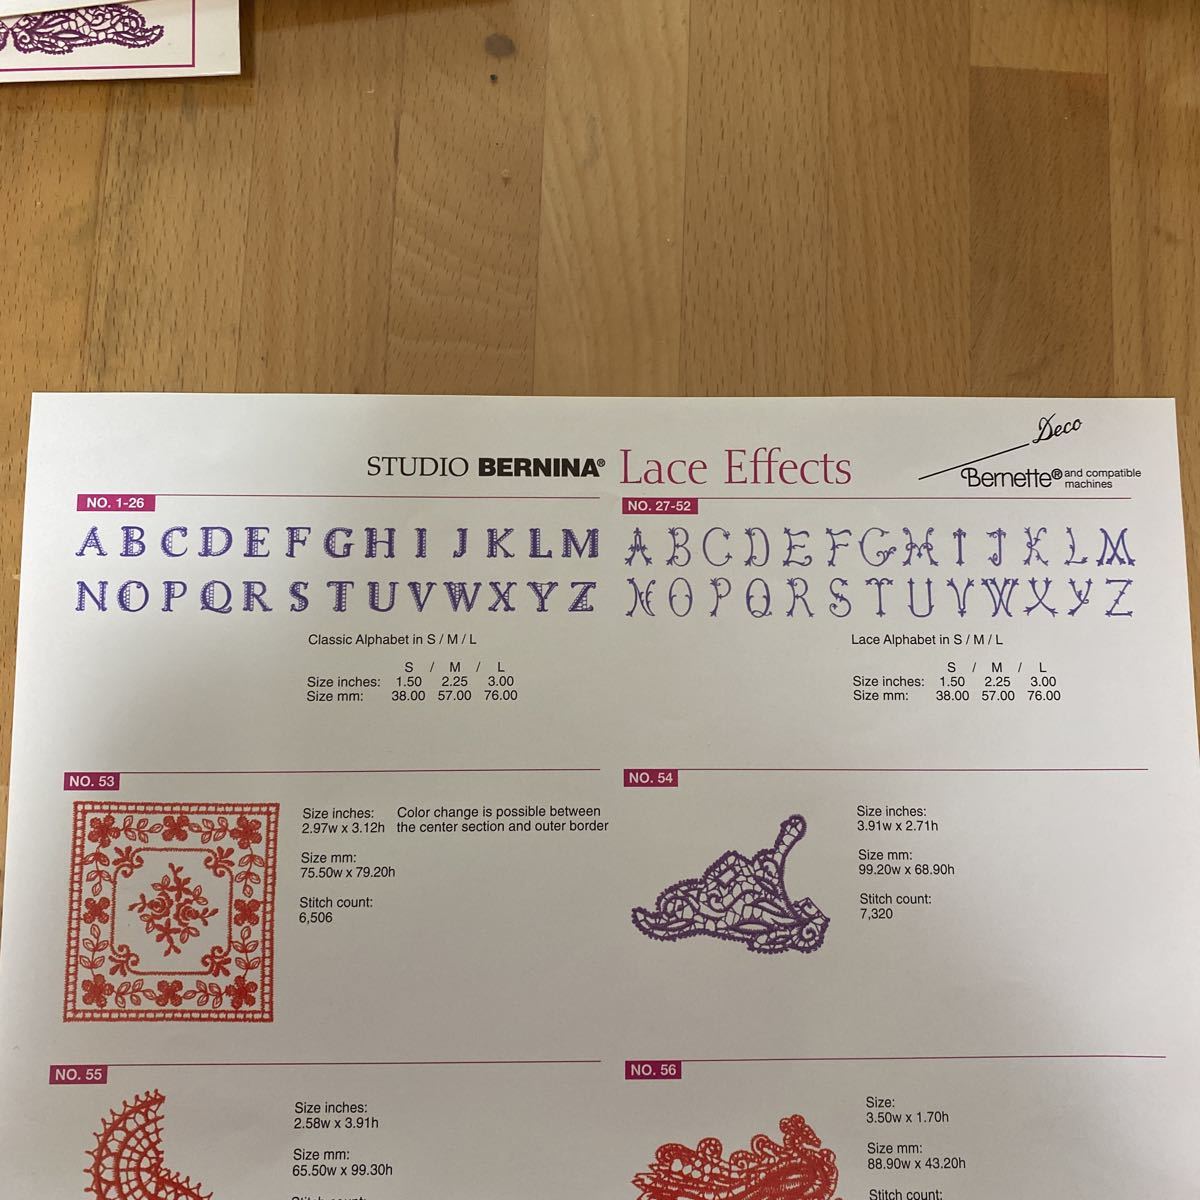 STUDIO BERNINA® Lace Effects
Deco
Bernette® and compatible
machines
NO. 1-26
A B C D E F G H I J K L M
N O P Q R S T U V W X Y Z
Classic Alphabet in S / M / L
S / M / L
Size inches: 1.50 2.25 3.00
Size mm: 38.00 57.00 76.00
NO. 27-52
A B C D E F G H I J K L M
N O P Q R S T U V W X Y Z
Lace Alphabet in S / M / L
S / M / L
Size inches: 1.50 2.25 3.00
Size mm: 38.00 57.00 76.00
NO. 53
Size inches:
2.97w x 3.12h
Color change is possible between
the center section and outer border
Size mm:
75.50w x 79.20h
Stitch count:
6,506
NO. 54
Size inches:
3.91w x 2.71h
Size mm:
99.20w x 68.90h
Stitch count:
7,320
NO. 55
Size inches:
2.58w x 3.91h
Size mm:
65.50w x 99.30h
Stitch count:
NO. 56
Size:
3.50w x 1.70h
Size mm:
88.90w x 43.20h
Stitch count: